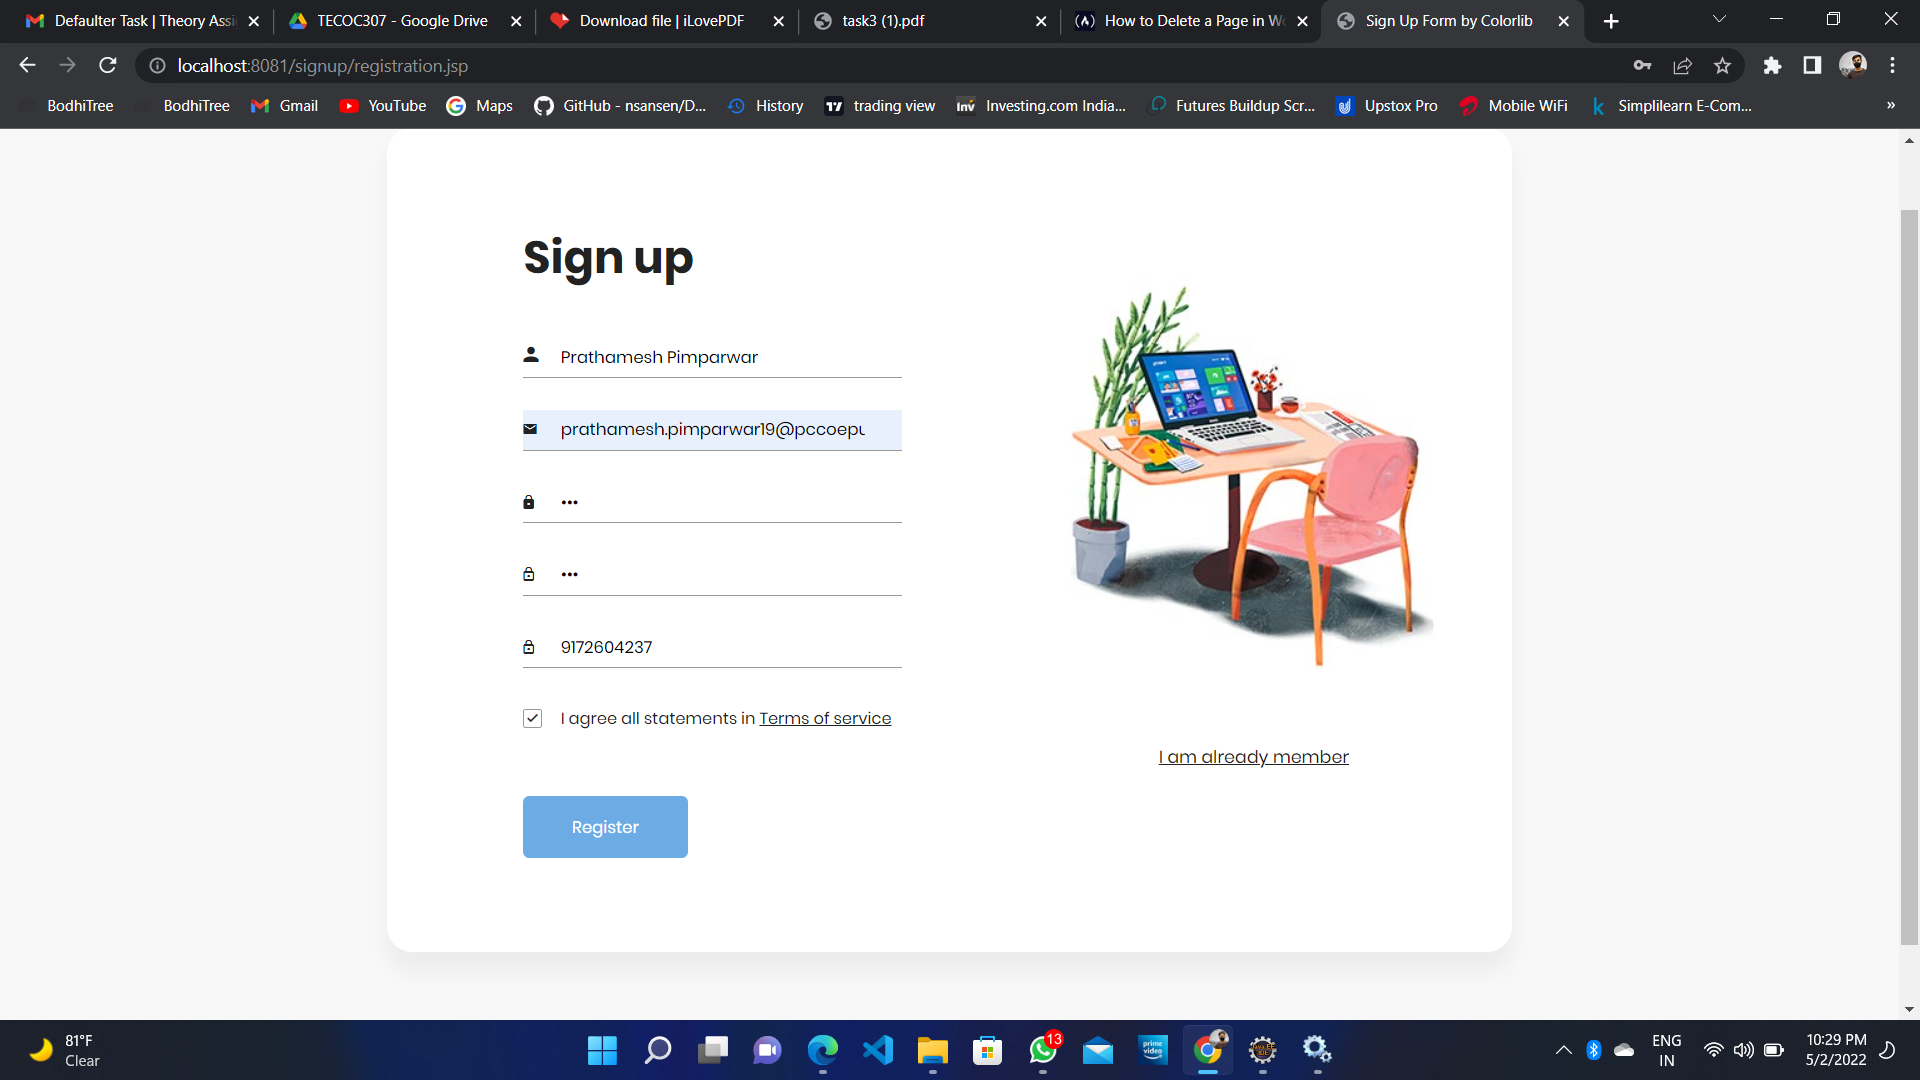 Defaulter Task | Theory Assi
TECOC307 - Google Drive
Download file | iLovePDF
task3 (1).pdf
How to Delete a Page in Wo
Sign Up Form by Colorlib
localhost:8081/signup/registration.jsp
BodhiTree
BodhiTree
Gmail
YouTube
Maps
GitHub - nsansen/D...
History
trading view
Investing.com India...
Futures Buildup Scr...
Upstox Pro
Mobile WiFi
Simplilearn E-Com...
»
Sign up
Prathamesh Pimparwar
prathamesh.pimparwar19@pccoepu
•••
•••
9172604237
I agree all statements in Terms of service
Register
I am already member
81°F
Clear
13
prime video
ENG
IN
10:29 PM
5/2/2022